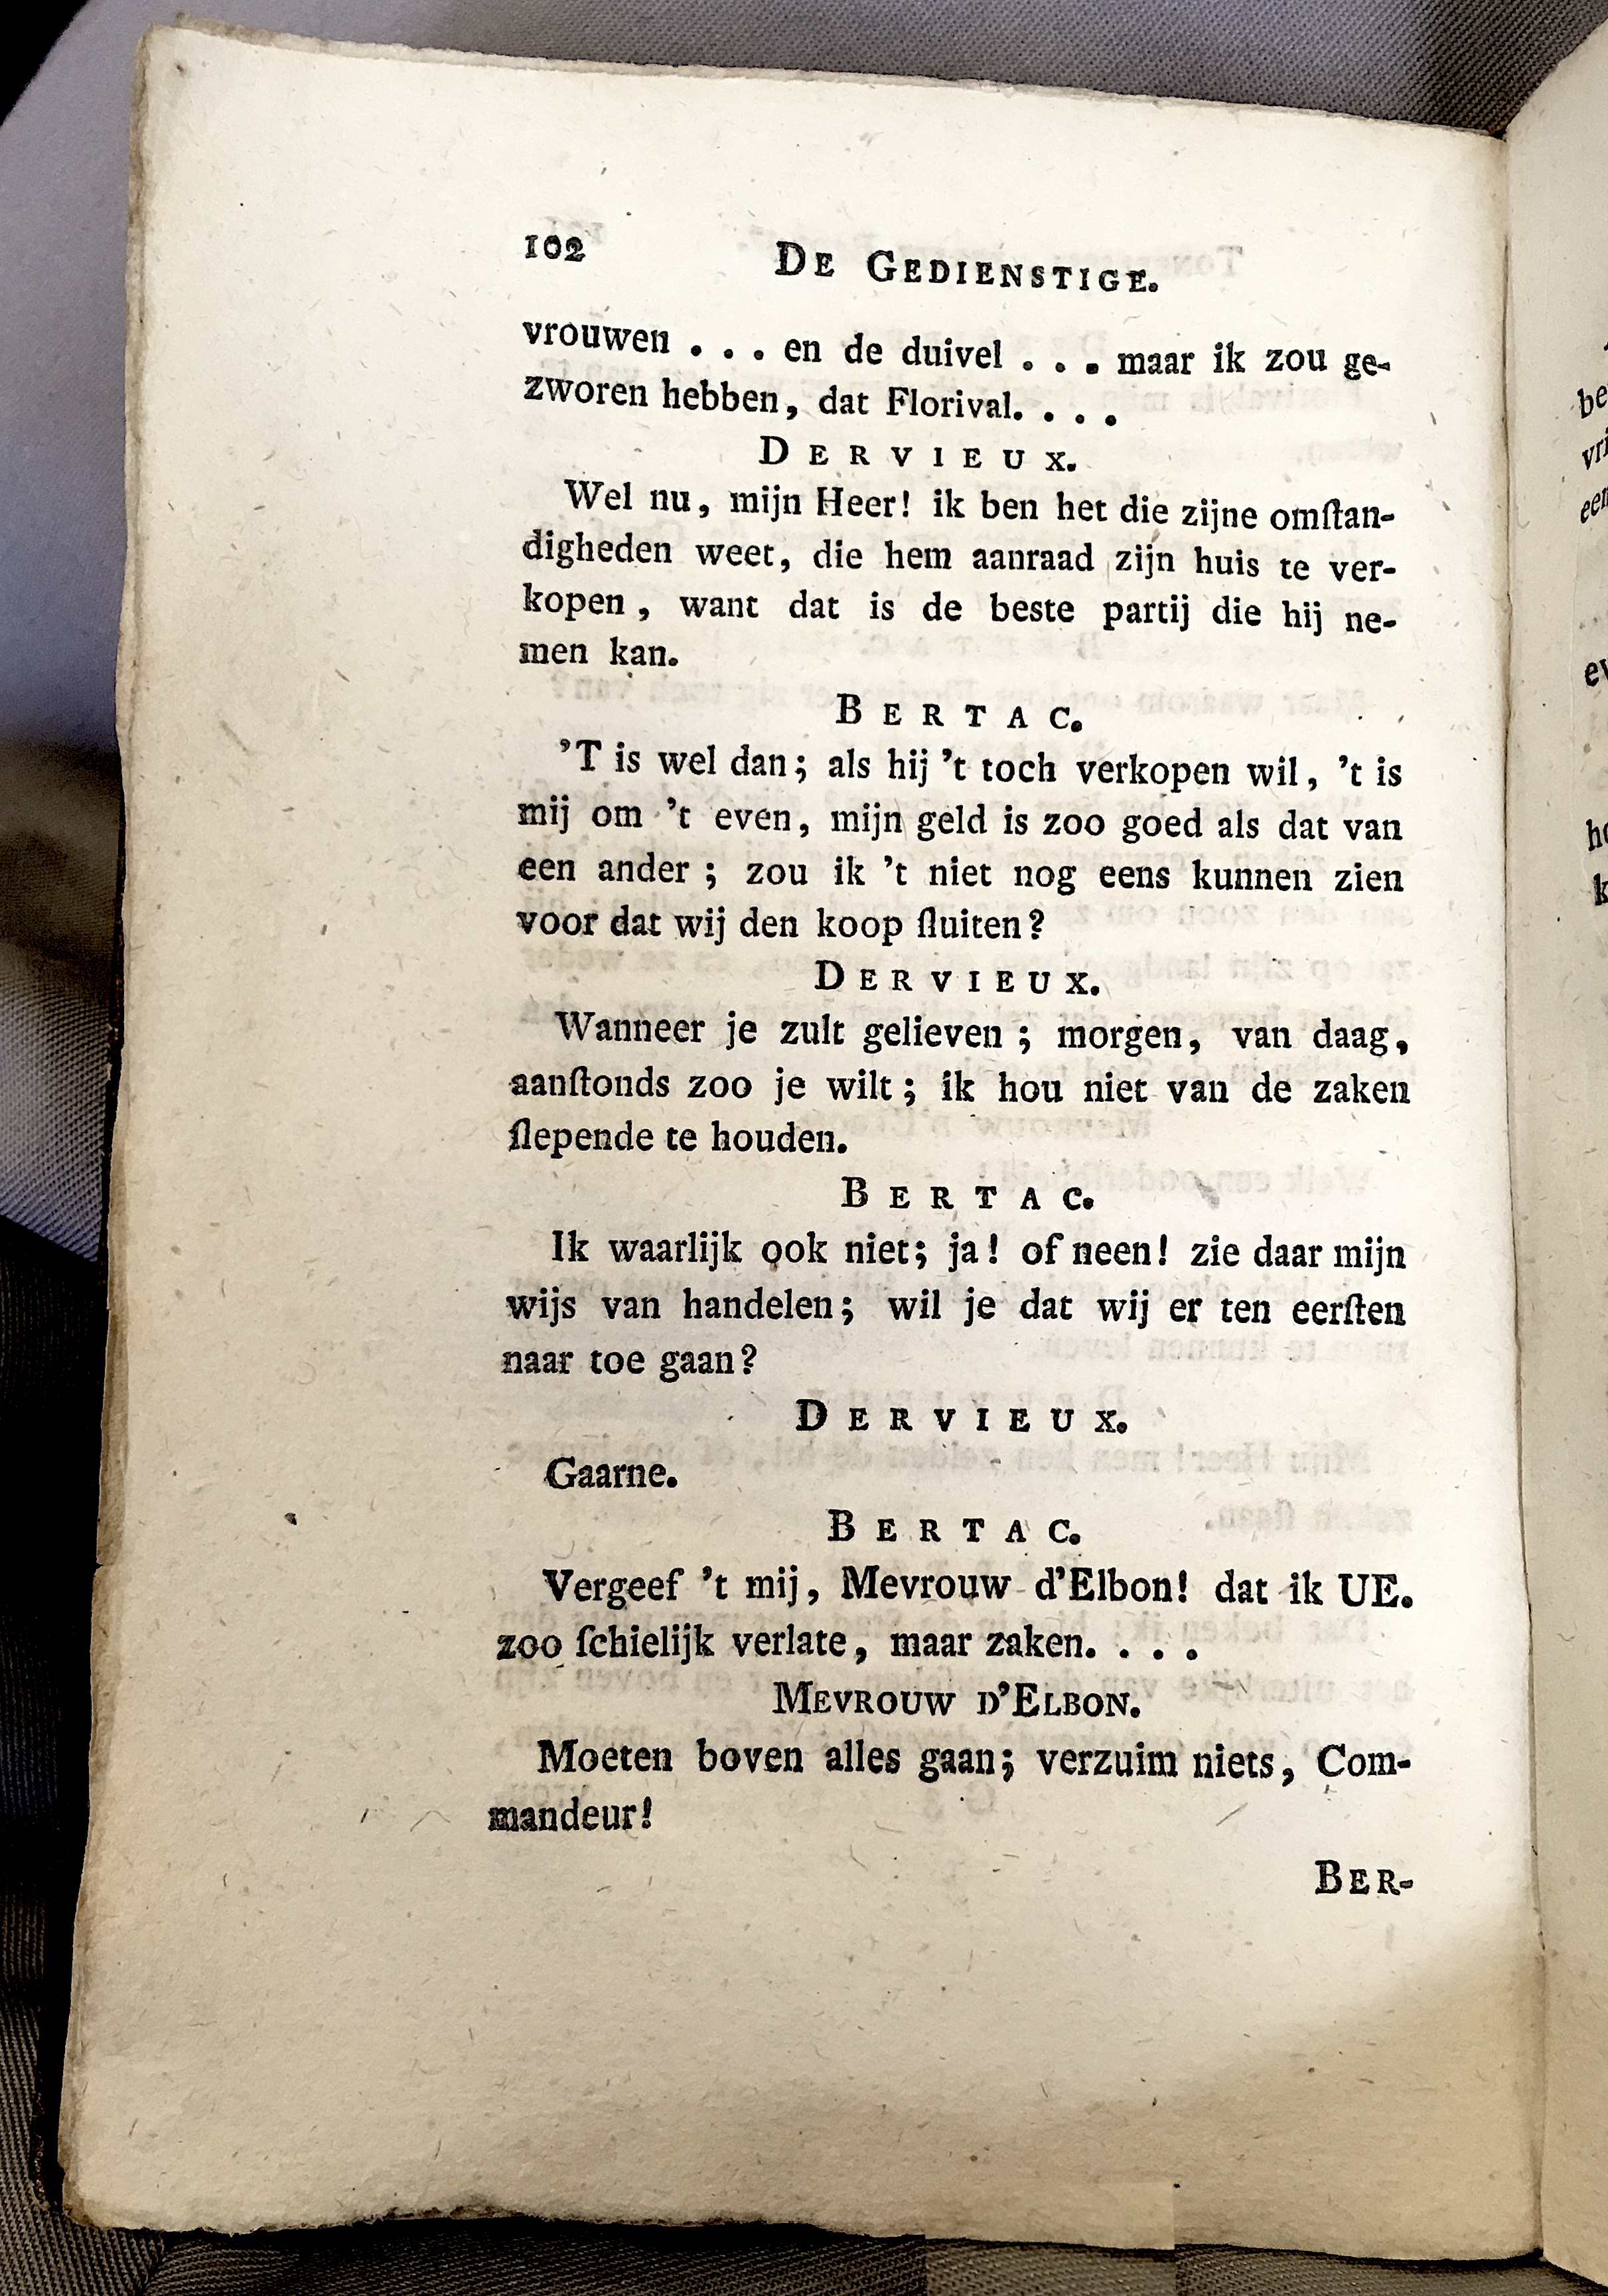 102 DE GEDIENSTIGE.
vrouwen . . . en de duivel . . . maar ik zou ge-
zworen hebben, dat Florival. . . .
DERVIEUX.
Wel nu, mijn Heer! ik ben het die zijne omſtan-
digheden weet, die hem aanraad zijn huis te ver-
kopen, want dat is de beste partij die hij ne-
men kan.
BERTAC.
'T is wel dan; als hij 't toch verkopen wil, 't is
mij om 't even, mijn geld is zoo goed als dat van
een ander; zou ik 't niet nog eens kunnen zien
voor dat wij den koop ſluiten?
DERVIEUX.
Wanneer je zult gelieven; morgen, van daag,
aanſtonds zoo je wilt; ik hou niet van de zaken
ſlepende te houden.
BERTAC.
Ik waarlijk ook niet; ja! of neen! zie daar mijn
wijs van handelen; wil je dat wij er ten eerſten
naar toe gaan?
DERVIEUX.
Gaarne.
BERTAC.
Vergeef 't mij, Mevrouw d'Elbon! dat ik UE.
zoo ſchielijk verlate, maar zaken. . . .
MEVROUW D'ELBON.
Moeten boven alles gaan; verzuim niets, Com-
mandeur!
BER-